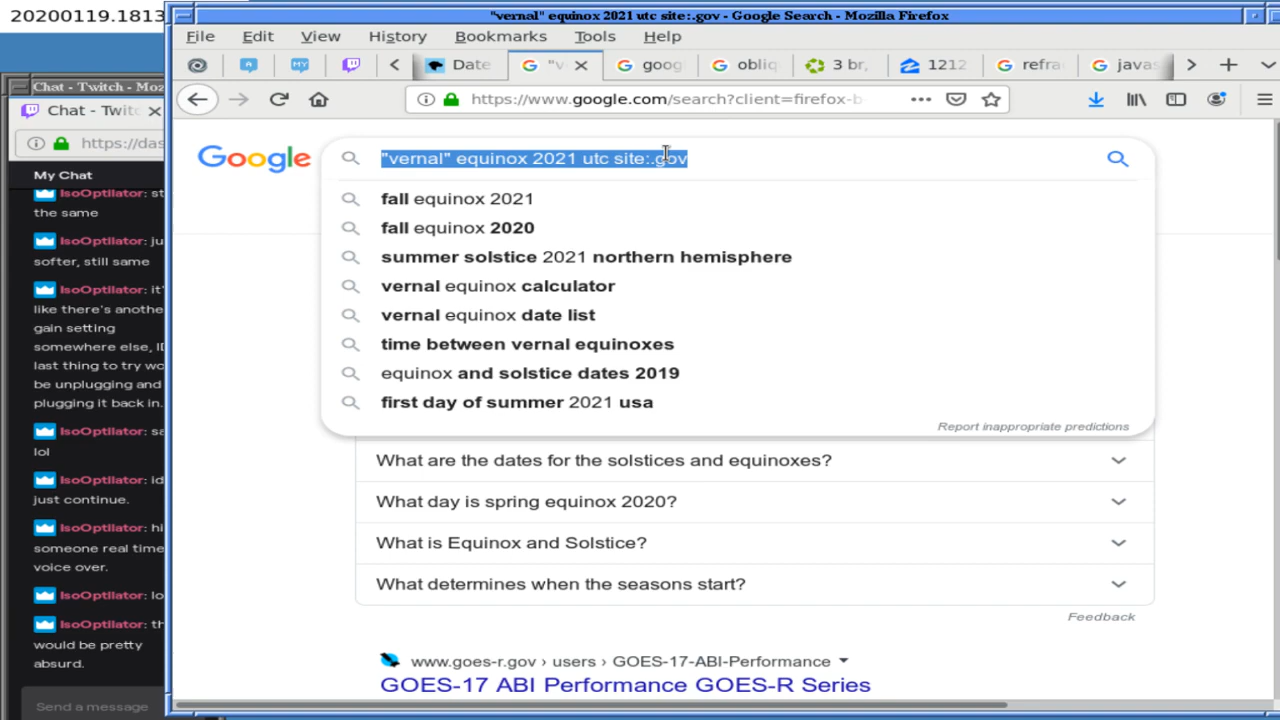 20200119.1813
"vernal" equinox 2021 utc site:.gov - Google Search - Mozilla Firefox
File Edit View History Bookmarks Tools Help
Date "v goog obliq 3 br, 1212 refra javas
https://www.google.com/search?client=firefox-b
Google
"vernal" equinox 2021 utc site:.gov
fall equinox 2021
fall equinox 2020
summer solstice 2021 northern hemisphere
vernal equinox calculator
vernal equinox date list
time between vernal equinoxes
equinox and solstice dates 2019
first day of summer 2021 usa
Report inappropriate predictions
What are the dates for the solstices and equinoxes?
What day is spring equinox 2020?
What is Equinox and Solstice?
What determines when the seasons start?
Feedback
www.goes-r.gov › users › GOES-17-ABI-Performance
GOES-17 ABI Performance GOES-R Series
Chat - Twitch - Moz
Chat - Twitc
https://das
My Chat
IsoOptilator: st
the same
IsoOptilator: ju
softer, still same
IsoOptilator: it'
like there's anothe
gain setting
somewhere else, ID
last thing to try wo
be unplugging and
plugging it back in.
IsoOptilator: sa
lol
IsoOptilator: id
just continue.
IsoOptilator: hi
someone real time
voice over.
IsoOptilator: lo
IsoOptilator: th
would be pretty
absurd.
Send a message